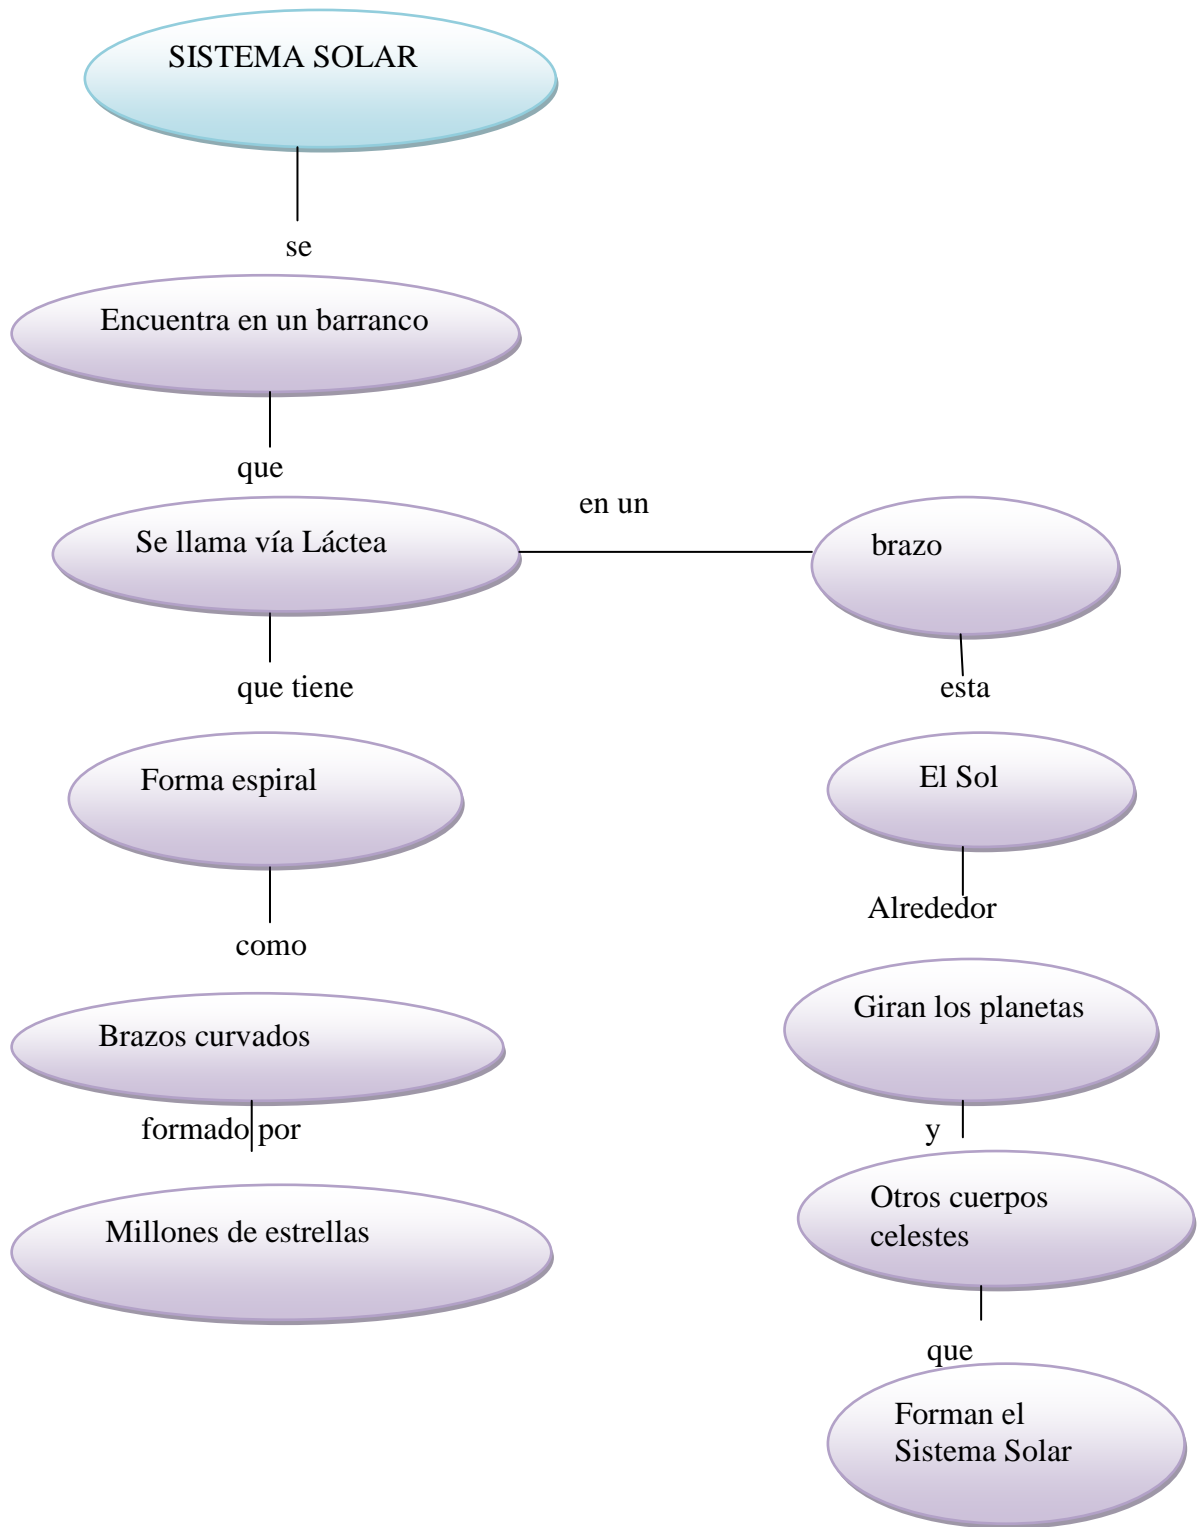 SISTEMA SOLAR
se
Encuentra en un barranco
que
Se llama vía Láctea
que tiene
Forma espiral
como
Brazos curvados
formado por
Millones de estrellas
en un
brazo
esta
El Sol
Alrededor
Giran los planetas
y
Otros cuerpos
celestes
que
Forman el
Sistema Solar